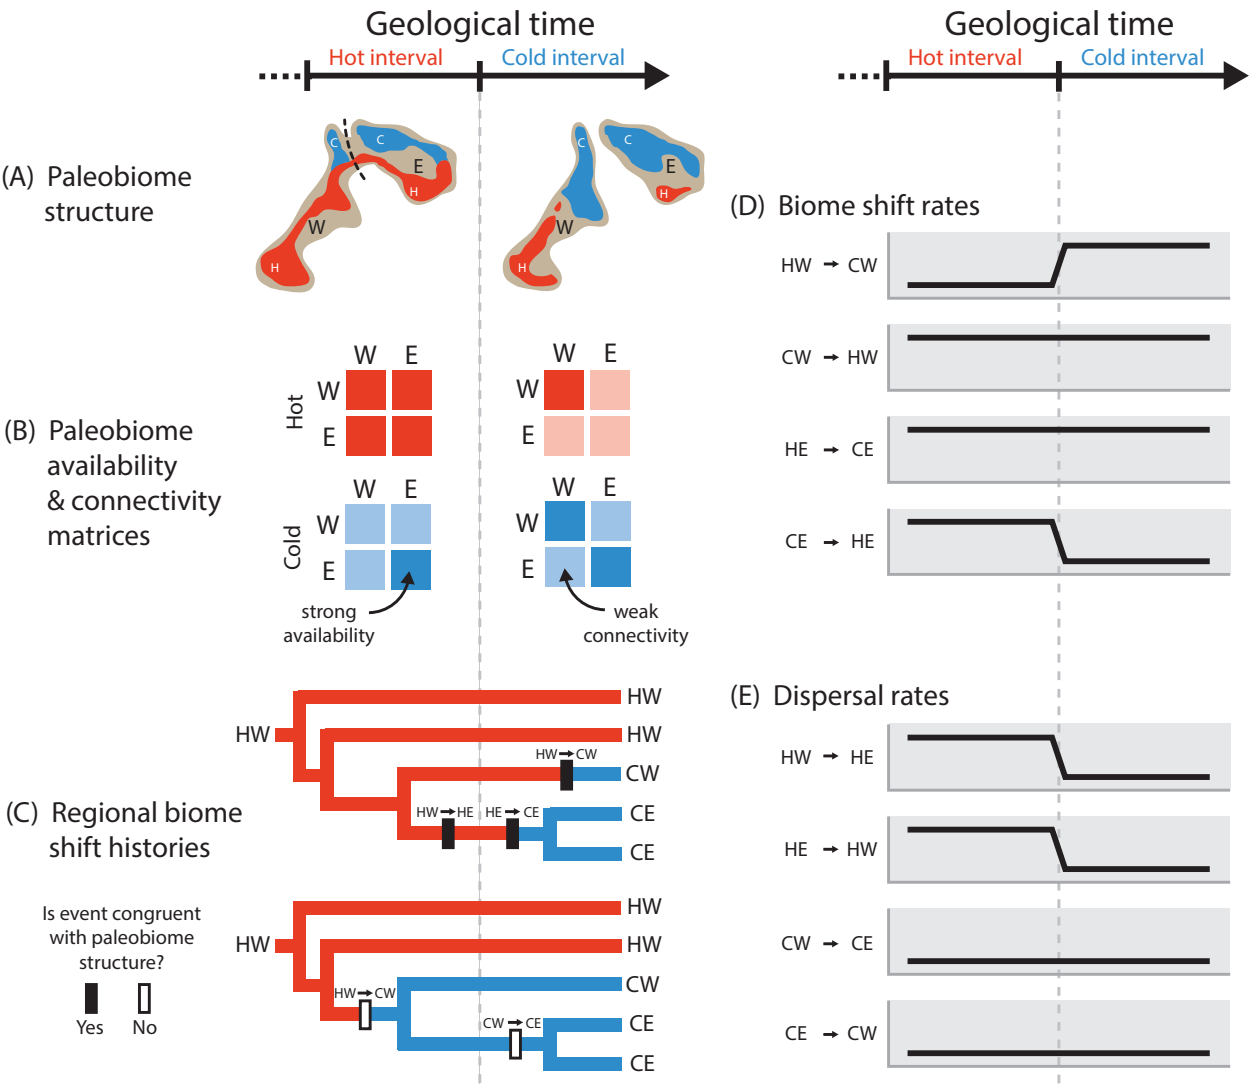 Geological time
Hot interval
Cold interval
Geological time
Hot interval
Cold interval
(A) Paleobiome
structure
C
C
E
H
W
H
C
C
E
H
W
H
(B) Paleobiome
availability
& connectivity
matrices
W E
Hot
W
E
W E
W
E
W E
Cold
W
E
W E
W
E
strong
availability
weak
connectivity
(C) Regional biome
shift histories
HW
HW
HW
HW → CW
CW
HW → HE
HE → CE
CE
CE
Is event congruent
with paleobiome
structure?
Yes No
HW
HW
HW
HW → CW
CW
CW → CE
CE
CE
(D) Biome shift rates
HW → CW
CW → HW
HE → CE
CE → HE
(E) Dispersal rates
HW → HE
HE → HW
CW → CE
CE → CW